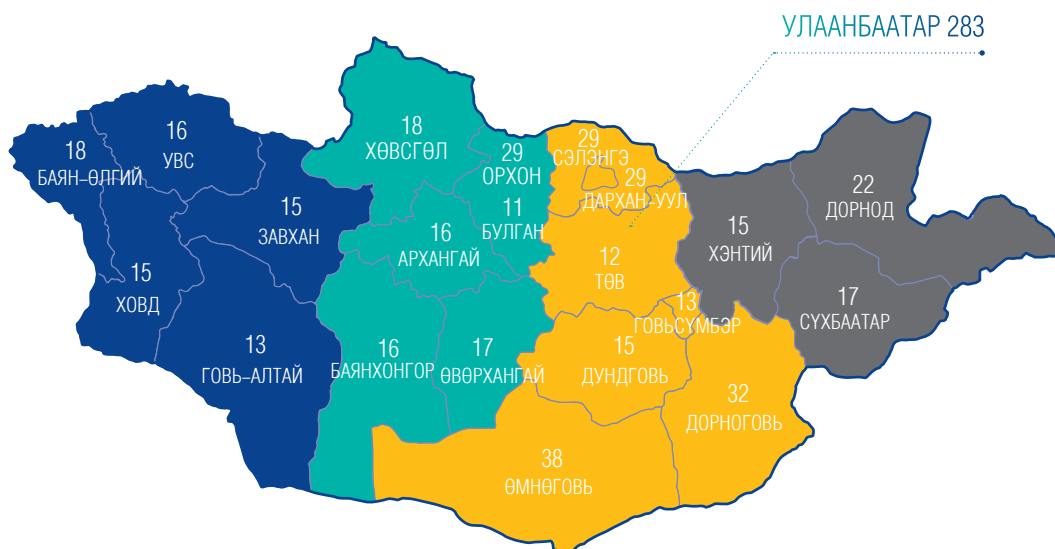 УЛААНБААТАР 283
18
БАЯН-ӨЛГИЙ
16
УВС
15
ЗАВХАН
15
ХОВД
13
ГОВЬ-АЛТАЙ
18
ХӨВСГӨЛ
29
ОРХОН
11
БУЛГАН
16
АРХАНГАЙ
16
БАЯНХОНГОР
17
ӨВӨРХАНГАЙ
29
СЭЛЭНГЭ
29
ДАРХАН-УУЛ
12
ТӨВ
13
ГОВЬСҮМБЭР
15
ДУНДГОВЬ
32
ДОРНОГОВЬ
38
ӨМНӨГОВЬ
15
ХЭНТИЙ
22
ДОРНОД
17
СҮХБААТАР